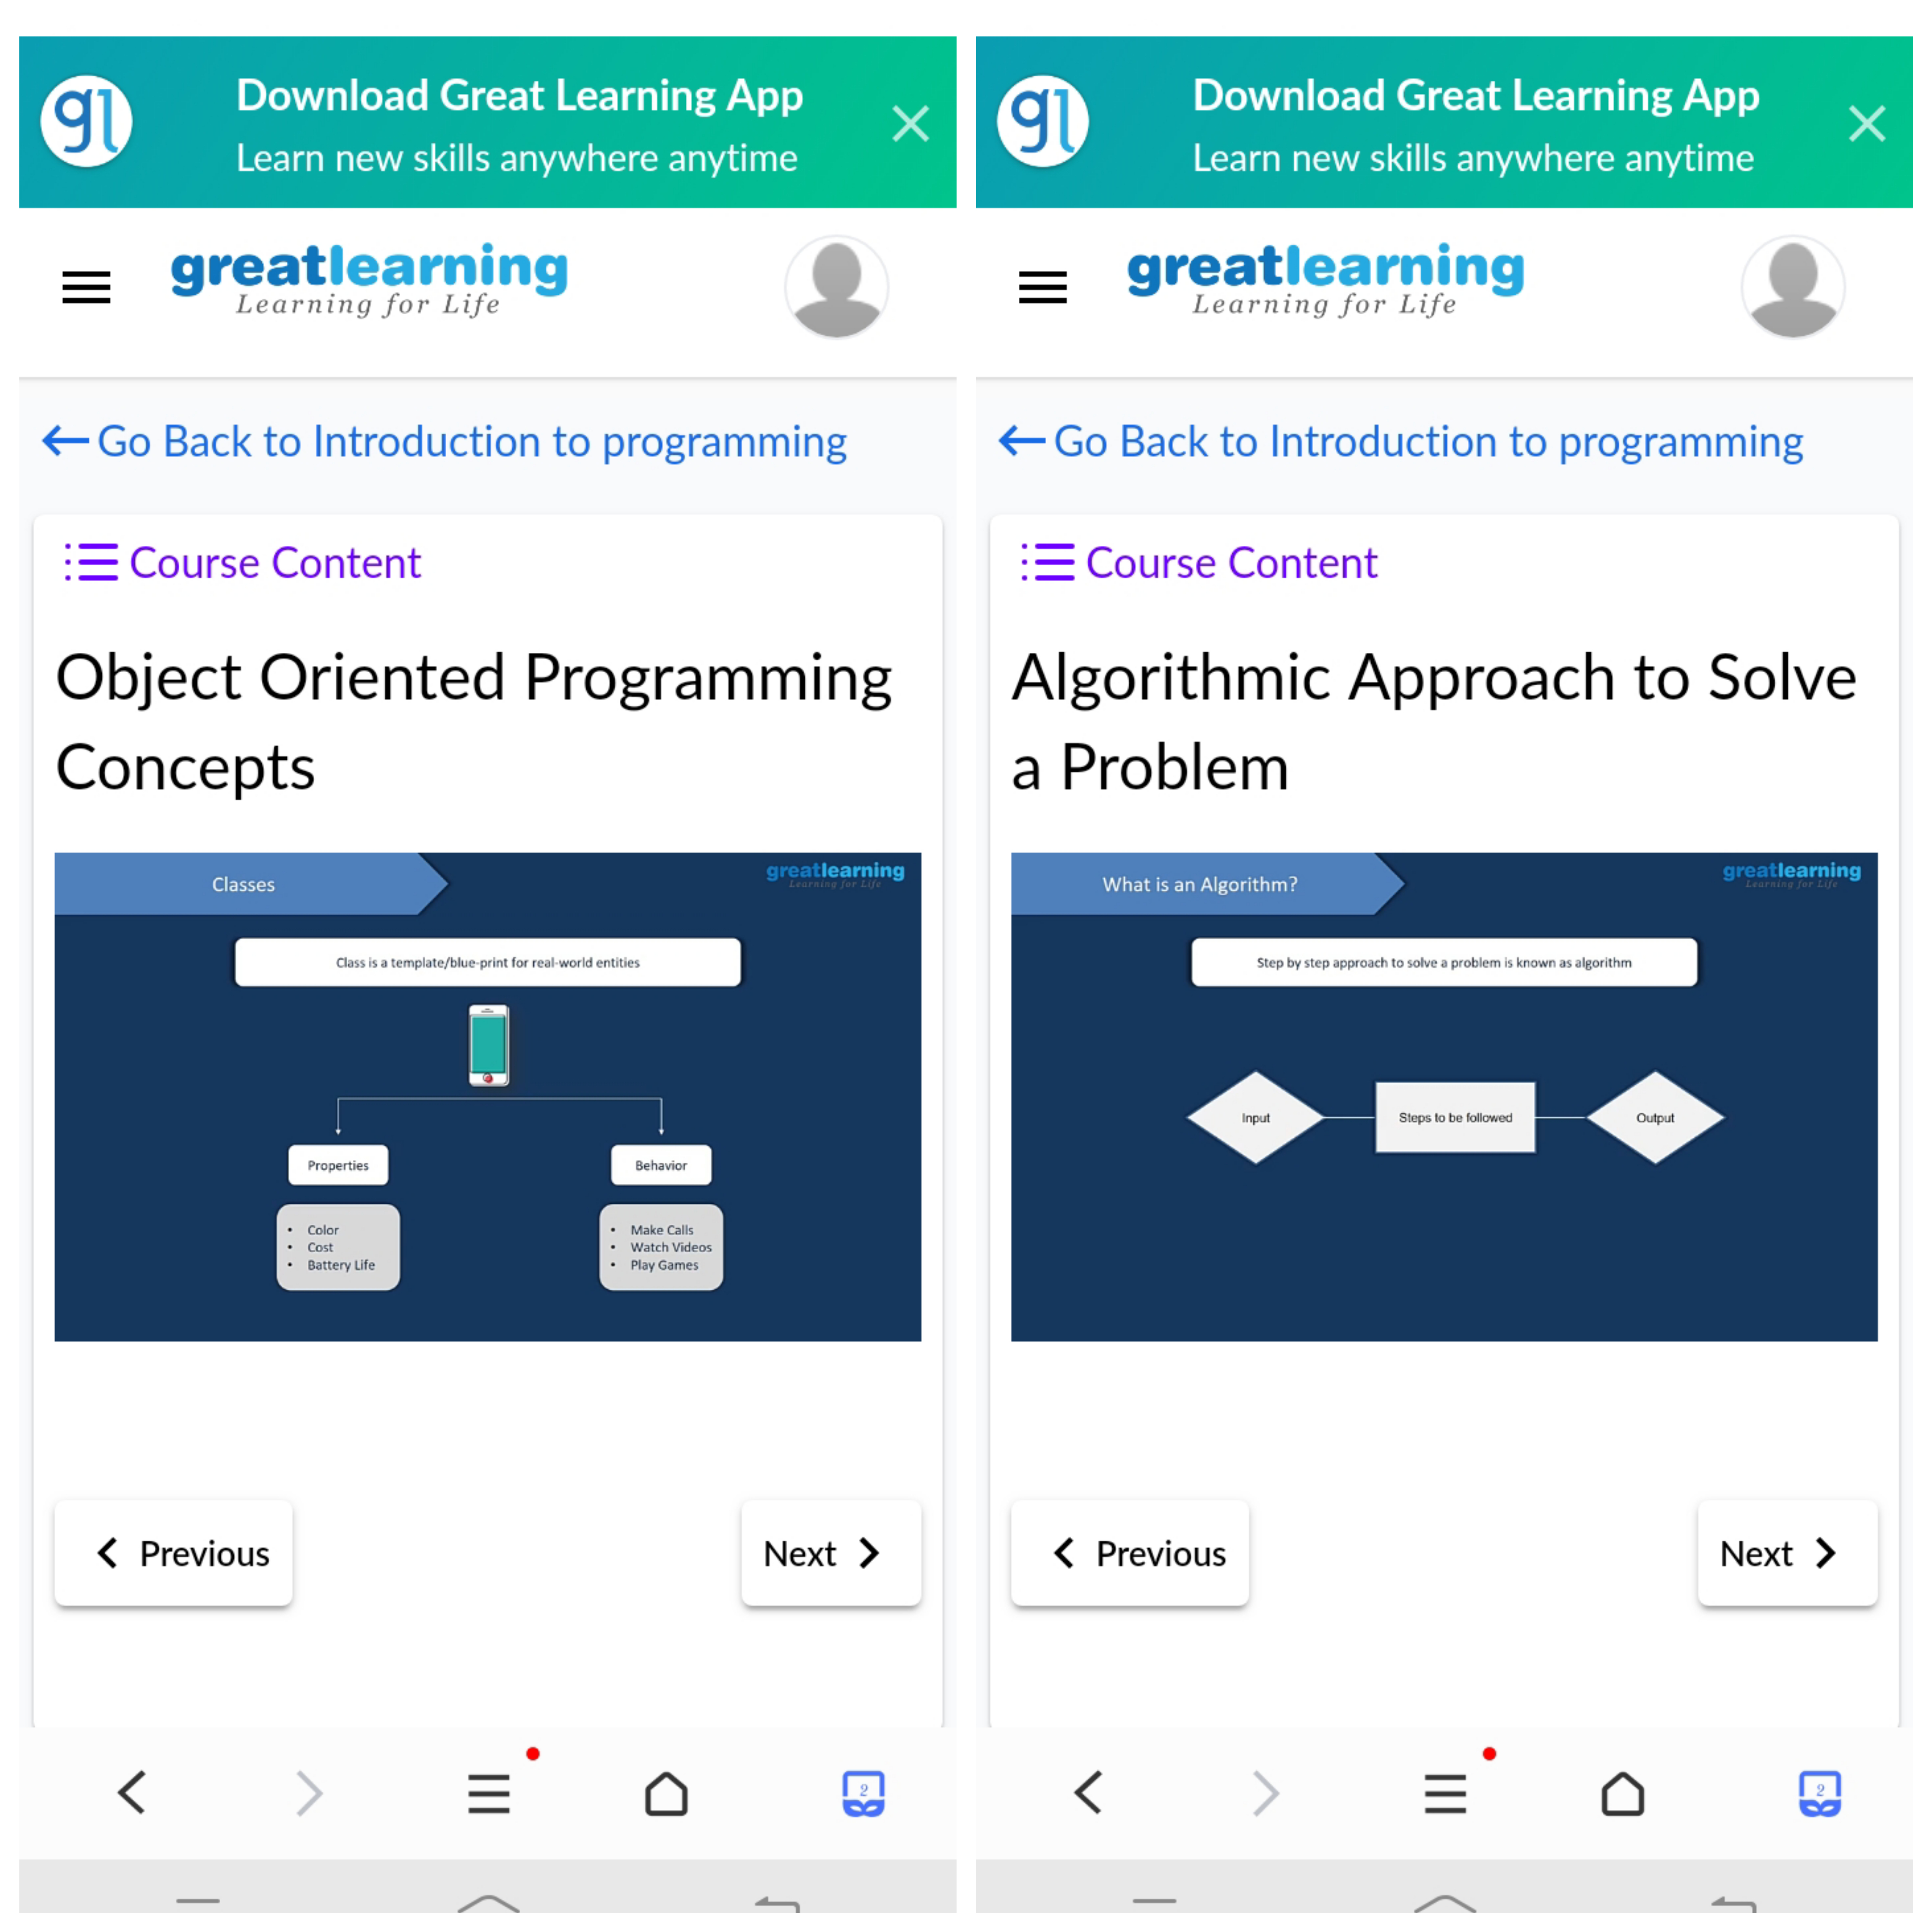 Download Great Learning App
Learn new skills anywhere anytime
greatlearning
Learning for Life
Go Back to Introduction to programming
Course Content
Object Oriented Programming
Concepts
Classes
greatlearning
Learning for Life
Class is a template/blue-print for real-world entities
Properties
Behavior
• Color
• Cost
• Battery Life
• Make Calls
• Watch Videos
• Play Games
Previous
Next
2
Download Great Learning App
Learn new skills anywhere anytime
greatlearning
Learning for Life
Go Back to Introduction to programming
Course Content
Algorithmic Approach to Solve
a Problem
What is an Algorithm?
greatlearning
Learning for Life
Step by step approach to solve a problem is known as algorithm
Input
Steps to be followed
Output
Previous
Next
2